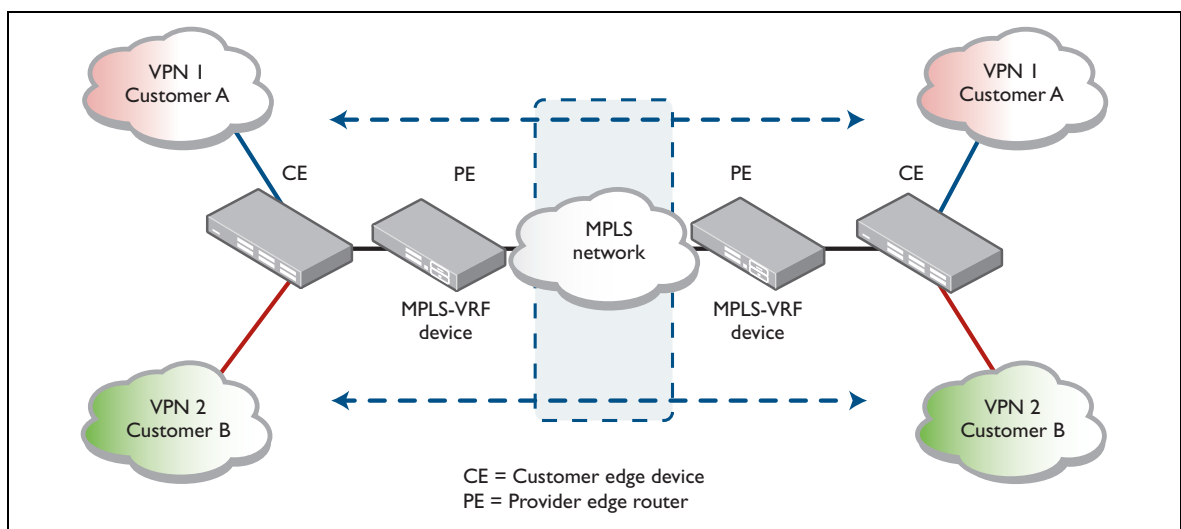 VPN 1
Customer A
VPN 1
Customer A
CE
PE
PE
CE
MPLS
network
MPLS-VRF
device
MPLS-VRF
device
VPN 2
Customer B
VPN 2
Customer B
CE = Customer edge device
PE = Provider edge router